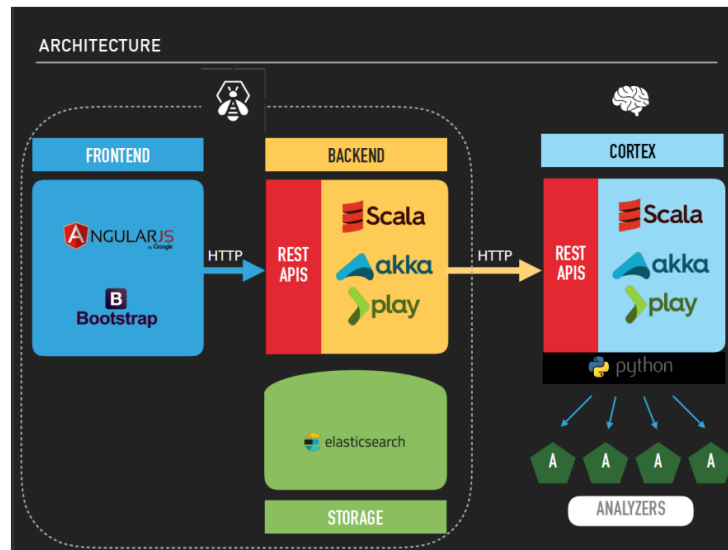 ARCHITECTURE
FRONTEND
BACKEND
CORTEX
ANGULARJS
by Google
Bootstrap
B
HTTP
REST
APIS
Scala
akka
play
HTTP
REST
APIS
Scala
akka
play
python
elasticsearch
STORAGE
A A A A
ANALYZERS